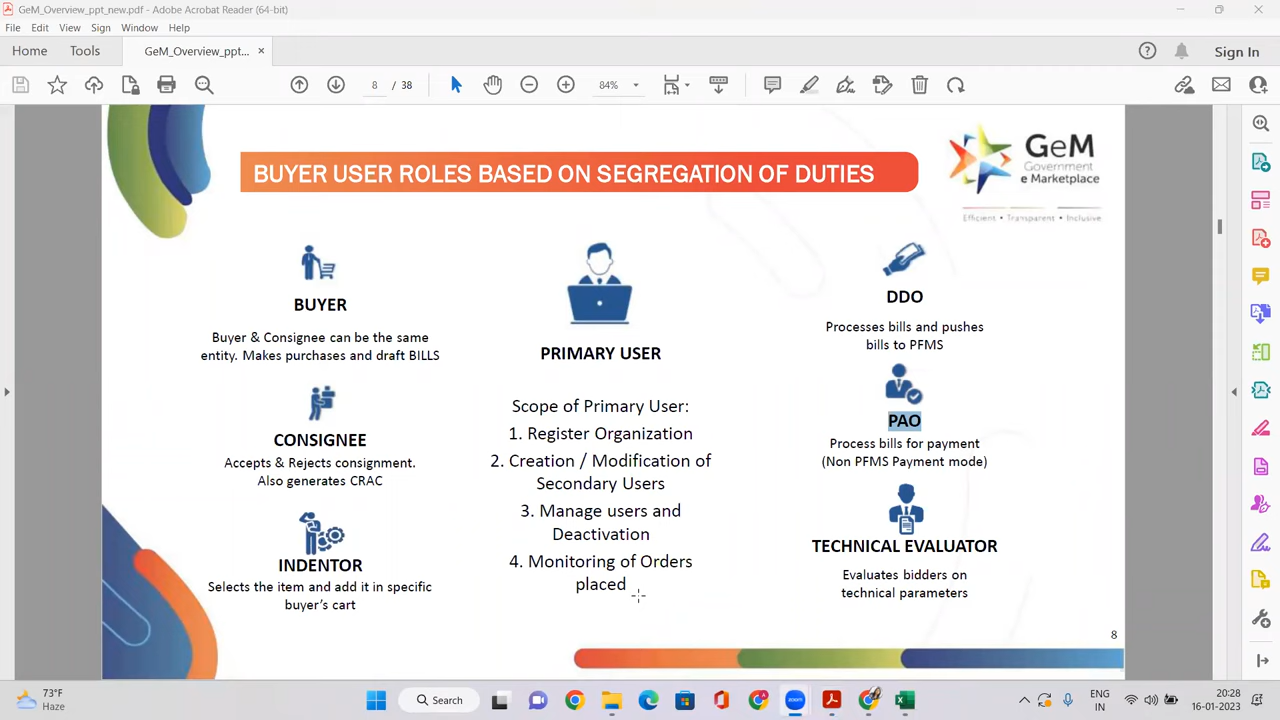 GeM_Overview_ppt_new.pdf - Adobe Acrobat Reader (64-bit)
File Edit View Sign Window Help
Home Tools GeM_Overview_ppt... × Sign In
8 / 38 84%
BUYER USER ROLES BASED ON SEGREGATION OF DUTIES
GeM
Government
e Marketplace
Efficient • Transparent • Inclusive
BUYER
Buyer & Consignee can be the same
entity. Makes purchases and draft BILLS
CONSIGNEE
Accepts & Rejects consignment.
Also generates CRAC
INDENTOR
Selects the item and add it in specific
buyer's cart
PRIMARY USER
Scope of Primary User:
1. Register Organization
2. Creation / Modification of
Secondary Users
3. Manage users and
Deactivation
4. Monitoring of Orders
placed
DDO
Processes bills and pushes
bills to PFMS
PAO
Process bills for payment
(Non PFMS Payment mode)
TECHNICAL EVALUATOR
Evaluates bidders on
technical parameters
8
73°F
Haze
Search
zoom
ENG
IN
20:28
16-01-2023